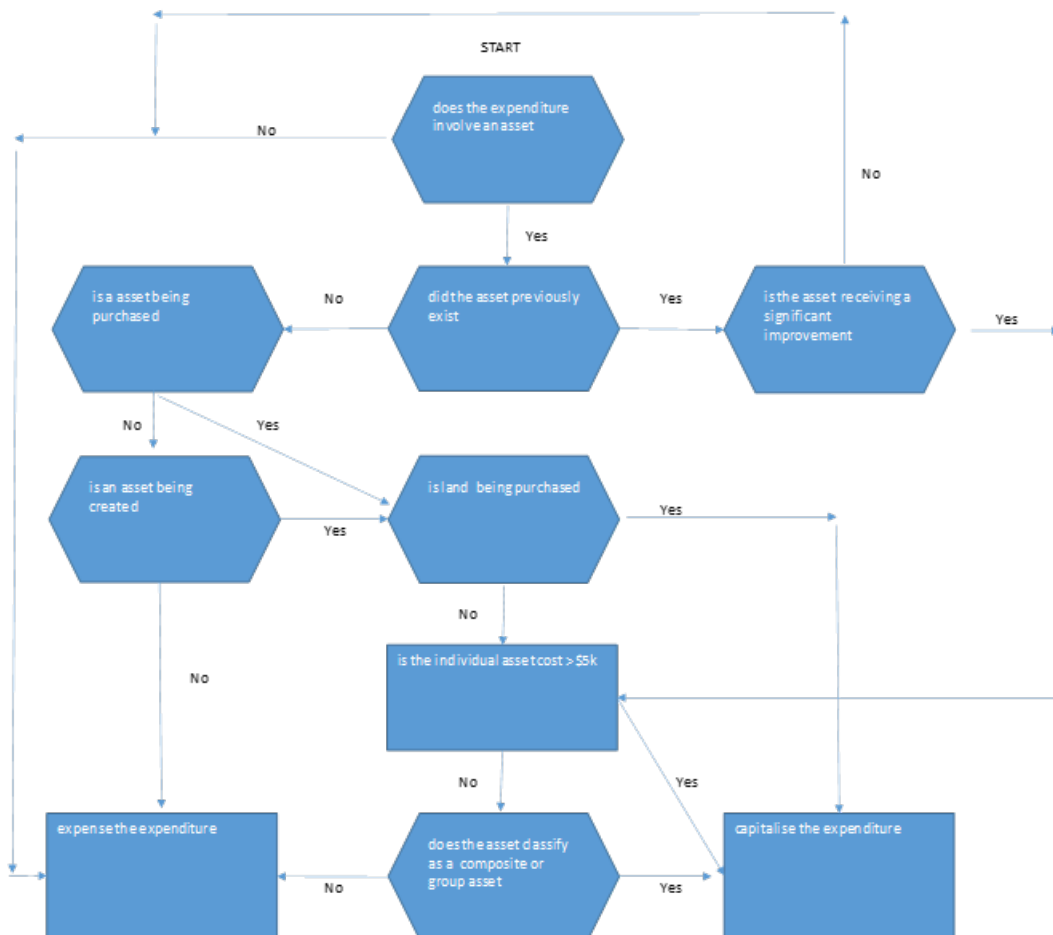 START
does the expenditure
involve an asset
No
No
Yes
is a asset being
purchased
No
did the asset previously
exist
Yes
is the asset receiving a
significant
improvement
Yes
No
Yes
is an asset being
created
Yes
is land being purchased
Yes
No
No
is the individual asset cost > $5k
No
Yes
expense the expenditure
No
does the asset classify
as a composite or
group asset
Yes
capitalise the expenditure